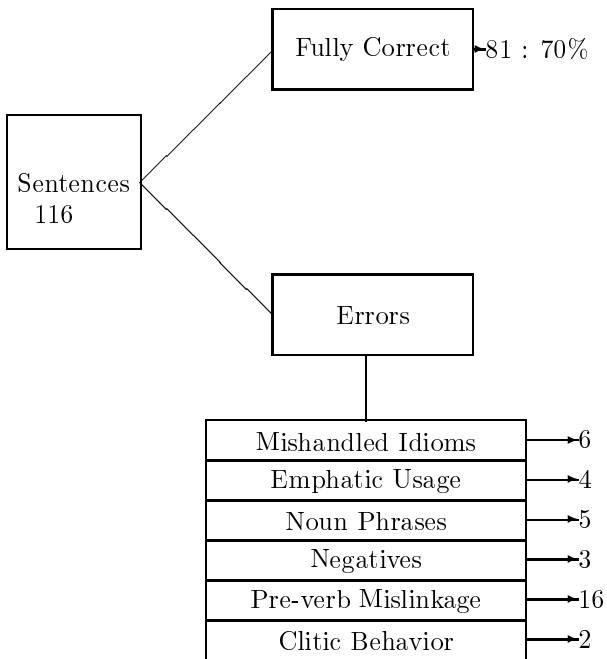 Fully Correct
81 : 70%
Sentences
116
Errors
Mishandled Idioms 6
Emphatic Usage 4
Noun Phrases 5
Negatives 3
Pre-verb Mislinkage 16
Clitic Behavior 2